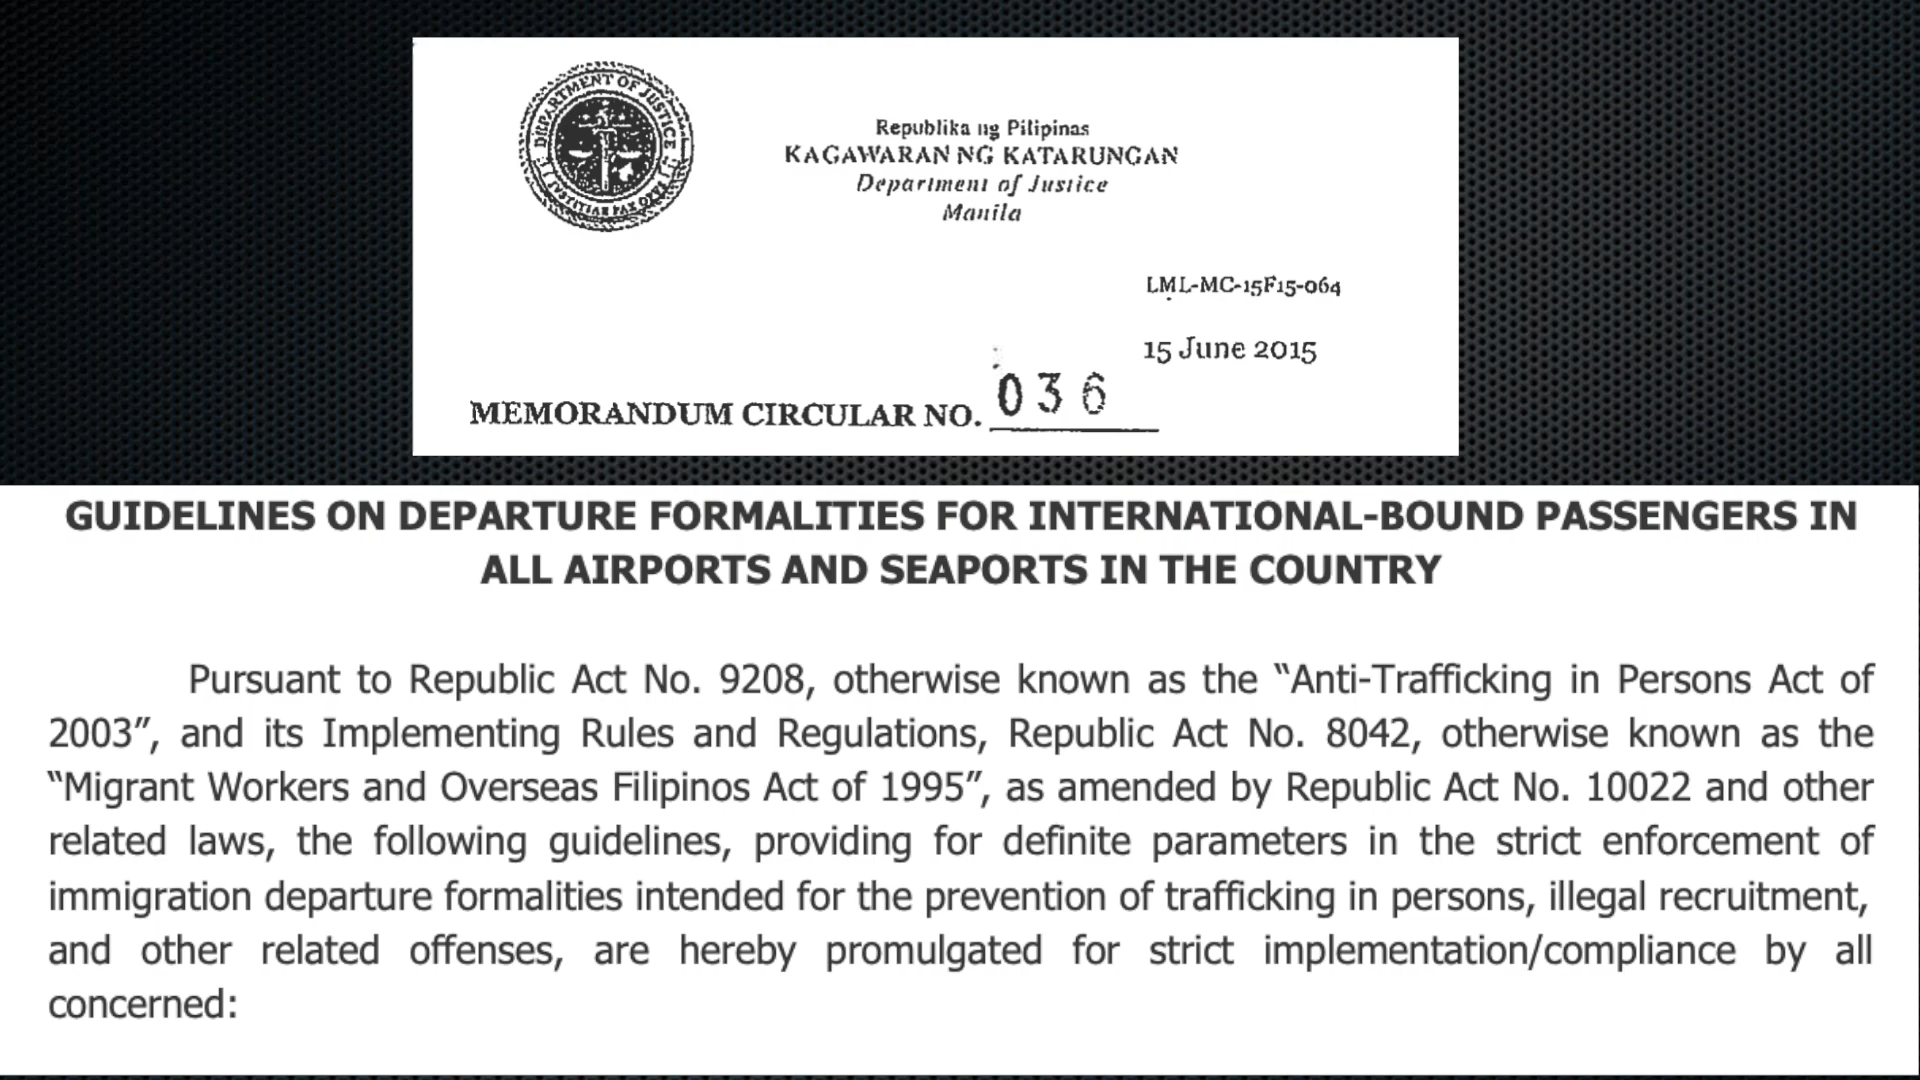 DEPARTMENT OF JUSTICE
Republika ng Pilipinas
KAGAWARAN NG KATARUNGAN
Department of Justice
Manila
LML-MC-15F15-064
15 June 2015
MEMORANDUM CIRCULAR NO. 036
GUIDELINES ON DEPARTURE FORMALITIES FOR INTERNATIONAL-BOUND PASSENGERS IN
ALL AIRPORTS AND SEAPORTS IN THE COUNTRY
Pursuant to Republic Act No. 9208, otherwise known as the “Anti-Trafficking in Persons Act of
2003”, and its Implementing Rules and Regulations, Republic Act No. 8042, otherwise known as the
“Migrant Workers and Overseas Filipinos Act of 1995”, as amended by Republic Act No. 10022 and other
related laws, the following guidelines, providing for definite parameters in the strict enforcement of
immigration departure formalities intended for the prevention of trafficking in persons, illegal recruitment,
and other related offenses, are hereby promulgated for strict implementation/compliance by all
concerned: